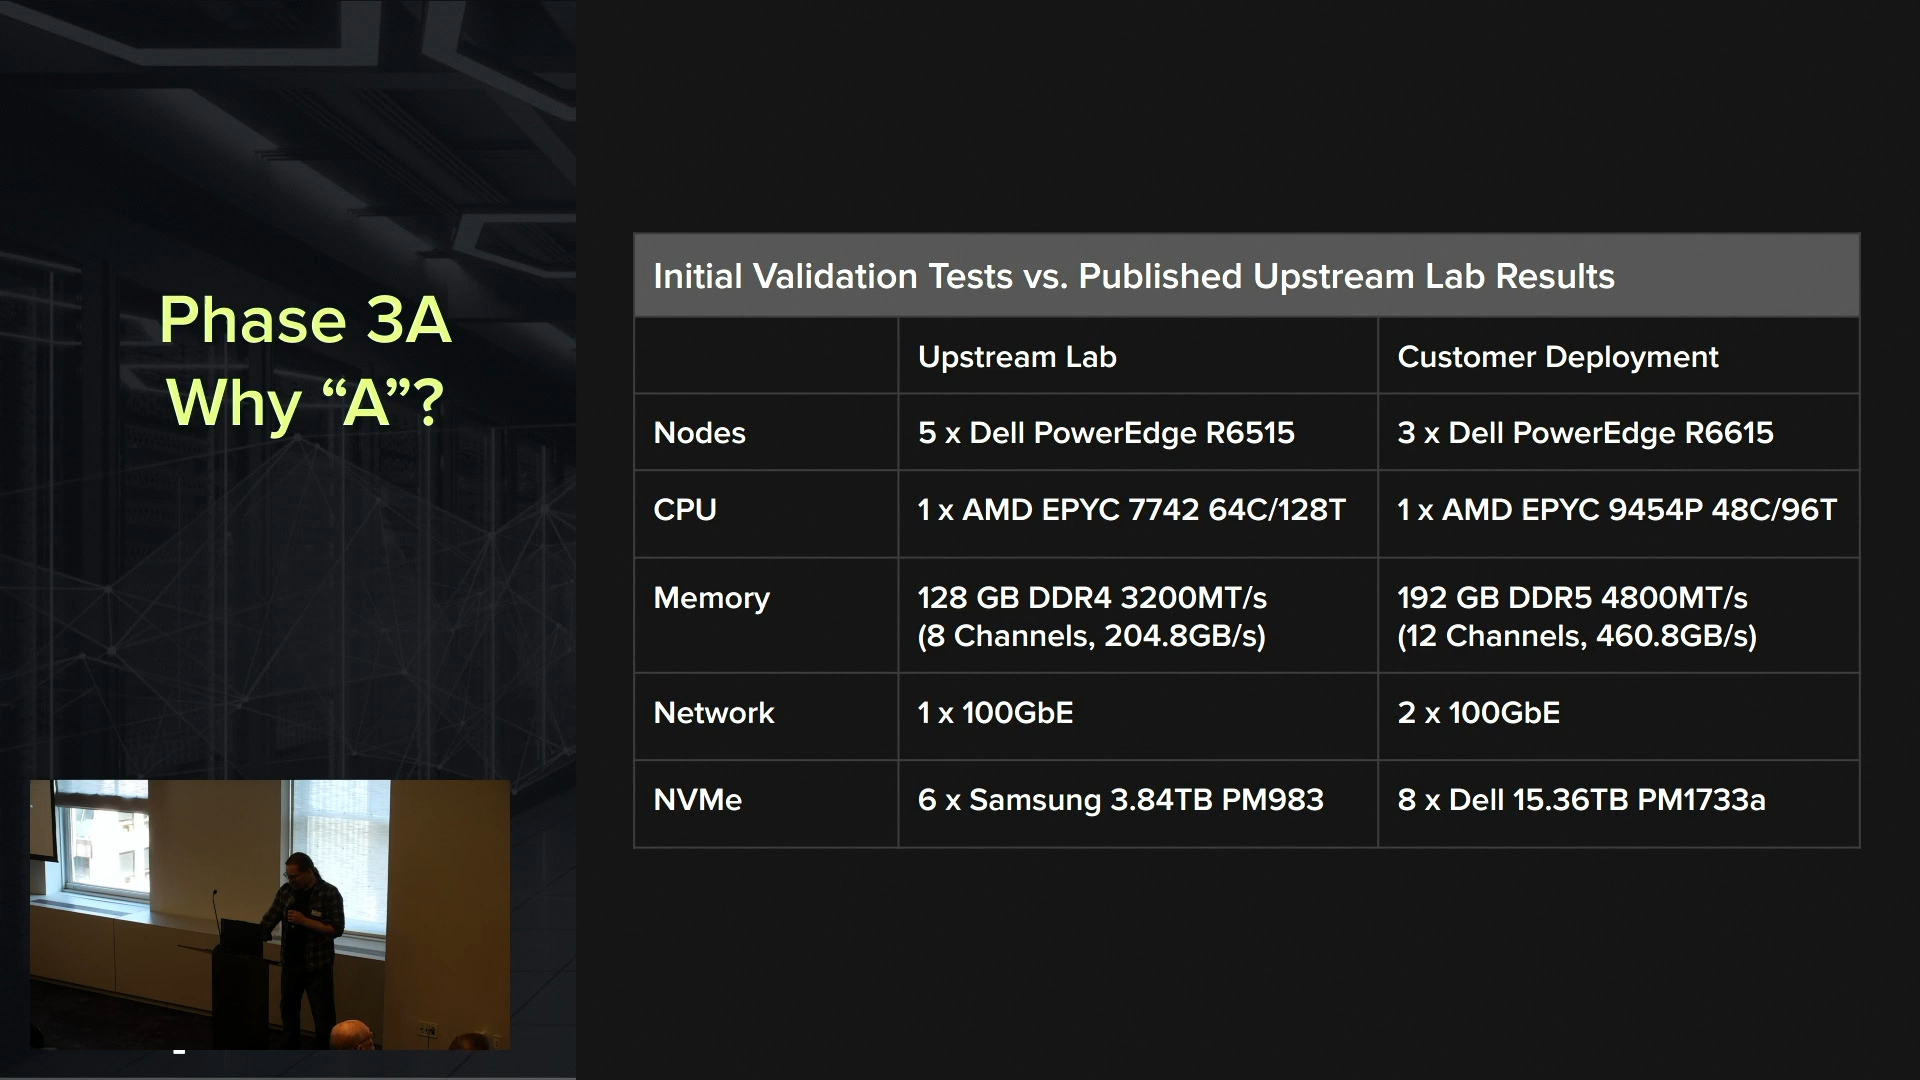 Phase 3A
Why “A”?
Initial Validation Tests vs. Published Upstream Lab Results
Upstream Lab
Customer Deployment
Nodes
5 x Dell PowerEdge R6515
3 x Dell PowerEdge R6615
CPU
1 x AMD EPYC 7742 64C/128T
1 x AMD EPYC 9454P 48C/96T
Memory
128 GB DDR4 3200MT/s
(8 Channels, 204.8GB/s)
192 GB DDR5 4800MT/s
(12 Channels, 460.8GB/s)
Network
1 x 100GbE
2 x 100GbE
NVMe
6 x Samsung 3.84TB PM983
8 x Dell 15.36TB PM1733a